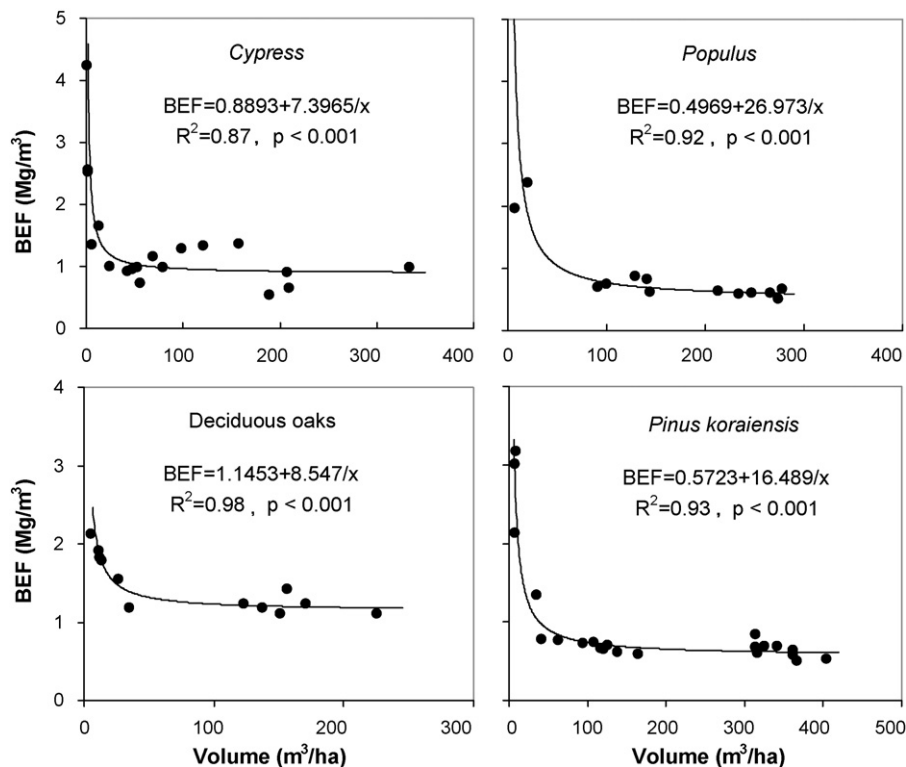 5
4
3
2
1
0
BEF (Mg/m³)
Cypress
BEF=0.8893+7.3965/x
R²=0.87 , p < 0.001
0 100 200 300 400
Populus
BEF=0.4969+26.973/x
R²=0.92 , p < 0.001
0 100 200 300 400
4
3
2
1
0
BEF (Mg/m³)
Deciduous oaks
BEF=1.1453+8.547/x
R²=0.98 , p < 0.001
0 100 200 300
Volume (m³/ha)
Pinus koraiensis
BEF=0.5723+16.489/x
R²=0.93 , p < 0.001
0 100 200 300 400 500
Volume (m³/ha)